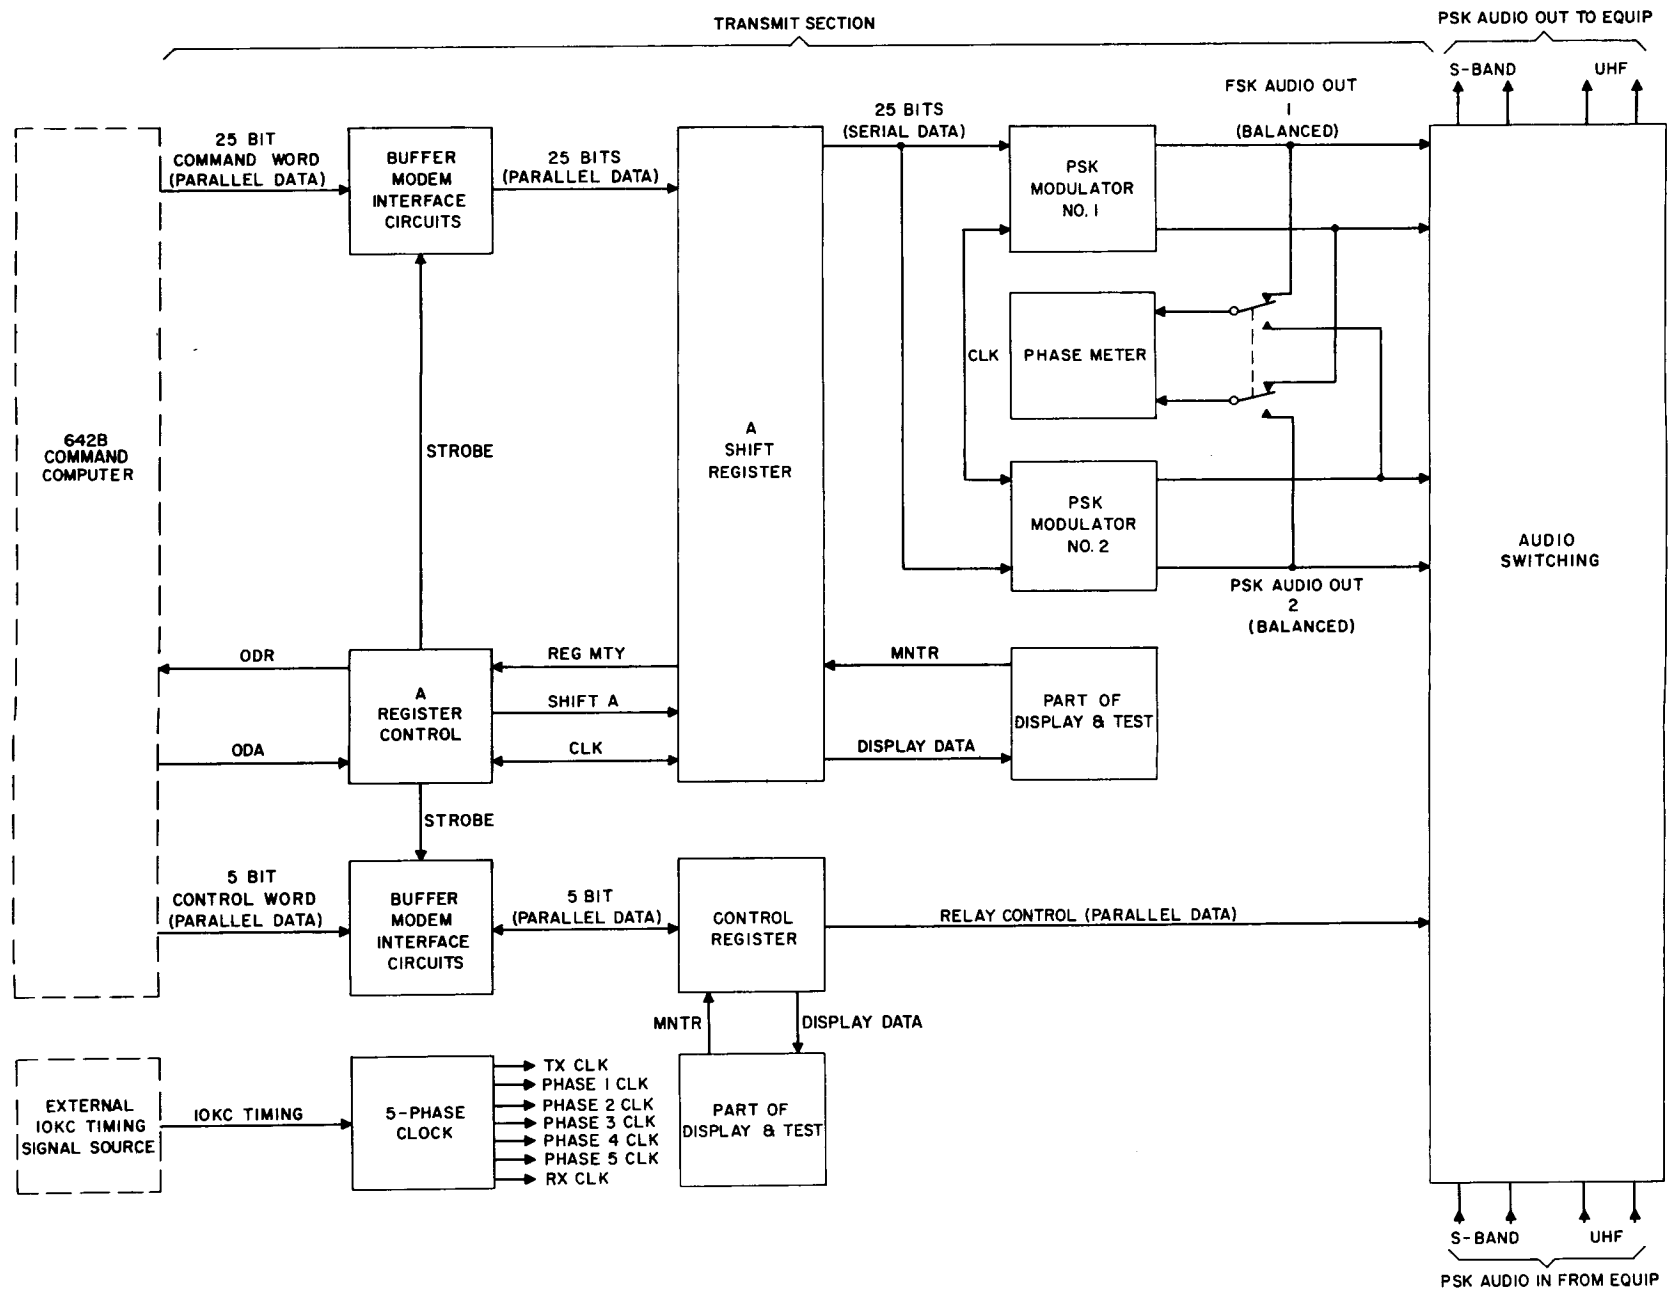 TRANSMIT SECTION
PSK AUDIO OUT TO EQUIP
S-BAND
UHF
25 BIT
COMMAND WORD
(PARALLEL DATA)
BUFFER
MODEM
INTERFACE
CIRCUITS
25 BITS
(PARALLEL DATA)
25 BITS
(SERIAL DATA)
PSK
MODULATOR
NO. 1
FSK AUDIO OUT
1
(BALANCED)
CLK
PHASE METER
642B
COMMAND
COMPUTER
STROBE
A
SHIFT
REGISTER
PSK
MODULATOR
NO. 2
PSK AUDIO OUT
2
(BALANCED)
AUDIO
SWITCHING
ODR
ODA
A
REGISTER
CONTROL
REG MTY
SHIFT A
CLK
MNTR
DISPLAY DATA
PART OF
DISPLAY & TEST
STROBE
5 BIT
CONTROL WORD
(PARALLEL DATA)
BUFFER
MODEM
INTERFACE
CIRCUITS
5 BIT
(PARALLEL DATA)
CONTROL
REGISTER
RELAY CONTROL (PARALLEL DATA)
MNTR
DISPLAY DATA
EXTERNAL
10KC TIMING
SIGNAL SOURCE
10KC TIMING
5-PHASE
CLOCK
TX CLK
PHASE 1 CLK
PHASE 2 CLK
PHASE 3 CLK
PHASE 4 CLK
PHASE 5 CLK
RX CLK
PART OF
DISPLAY & TEST
S-BAND
UHF
PSK AUDIO IN FROM EQUIP